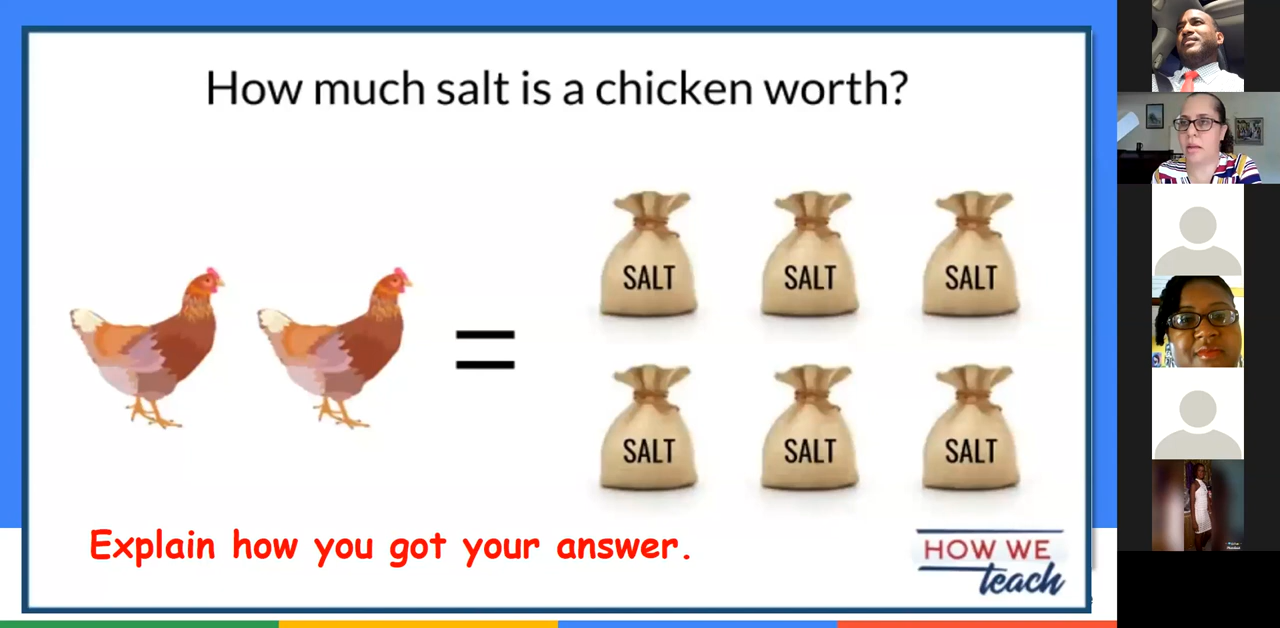 How much salt is a chicken worth?
SALT SALT SALT
SALT SALT SALT
Explain how you got your answer.
HOW WE
teach